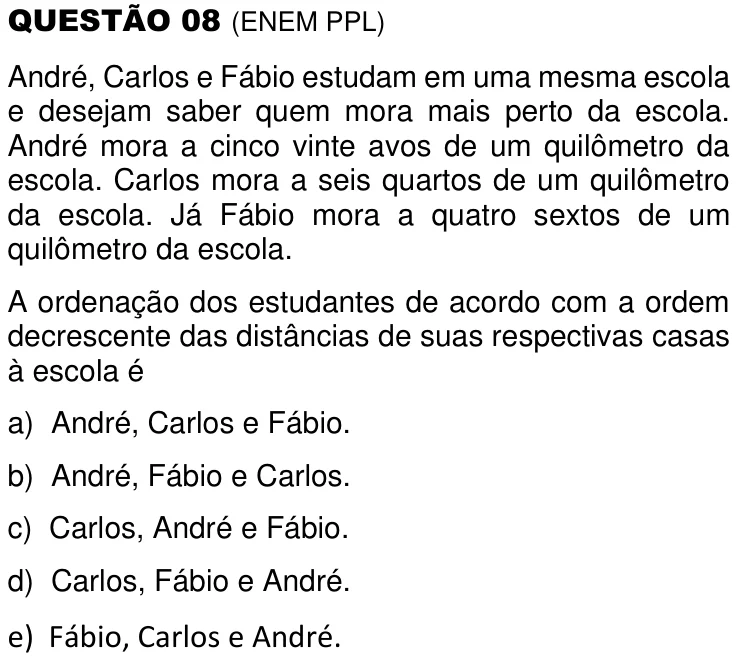 QUESTÃO 08 (ENEM PPL)
André, Carlos e Fábio estudam em uma mesma escola
e desejam saber quem mora mais perto da escola.
André mora a cinco vinte avos de um quilômetro da
escola. Carlos mora a seis quartos de um quilômetro
da escola. Já Fábio mora a quatro sextos de um
quilômetro da escola.
A ordenação dos estudantes de acordo com a ordem
decrescente das distâncias de suas respectivas casas
à escola é
a) André, Carlos e Fábio.
b) André, Fábio e Carlos.
c) Carlos, André e Fábio.
d) Carlos, Fábio e André.
e) Fábio, Carlos e André.